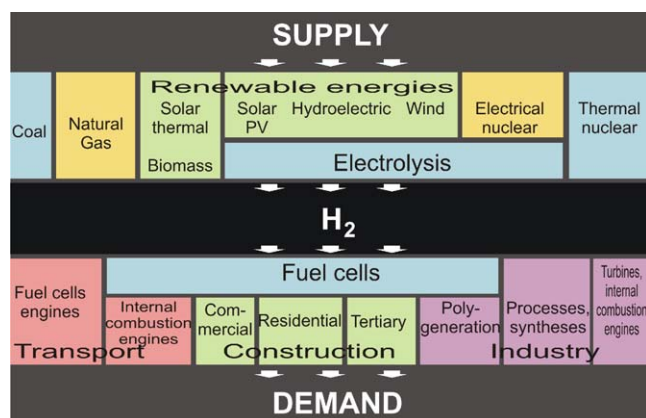 SUPPLY
Renewable energies
Coal
Natural
Gas
Solar
thermal
Biomass
Solar Hydroelectric Wind
PV
Electrical
nuclear
Thermal
nuclear
Electrolysis
H₂
Fuel cells
Fuel cells
engines
Internal
combustion
engines
Com-
mercial
Residential
Tertiary
Poly-
generation
Processes,
syntheses
Turbines,
internal
combustion
engines
Transport
Construction
Industry
DEMAND